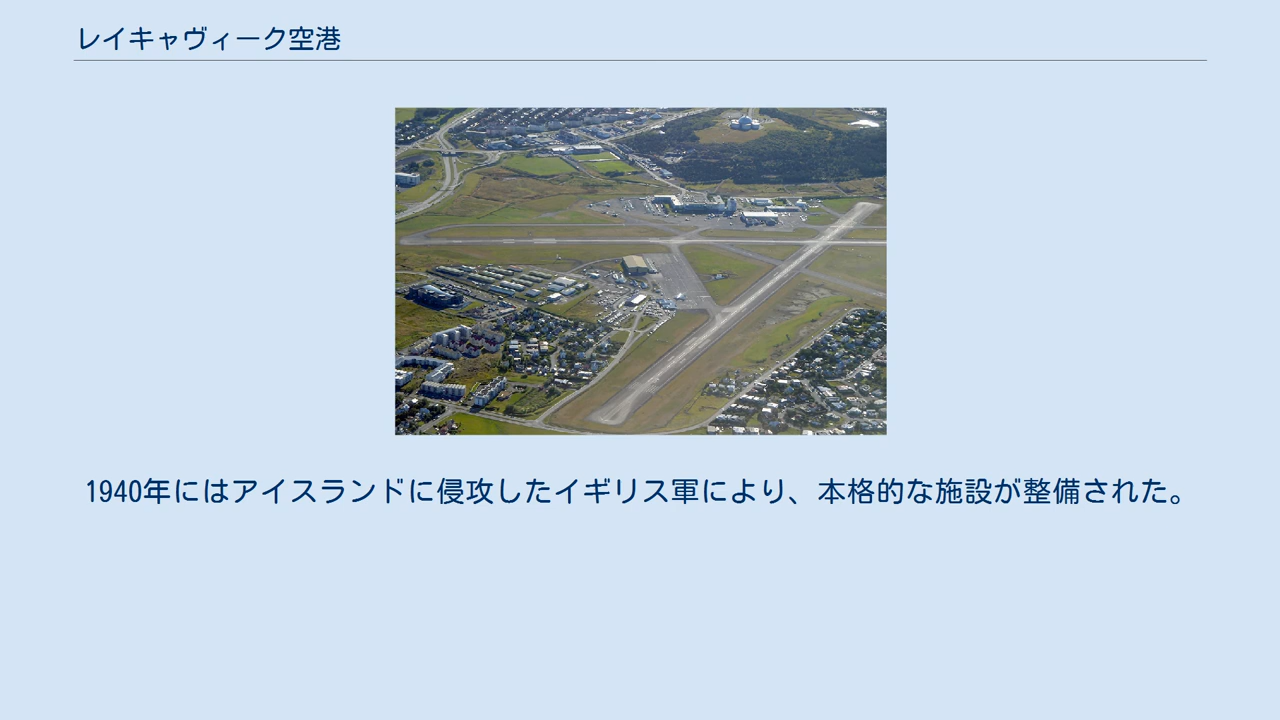 レイキャヴィーク空港
1940年にはアイスランドに侵攻したイギリス軍により、本格的な施設が整備された。